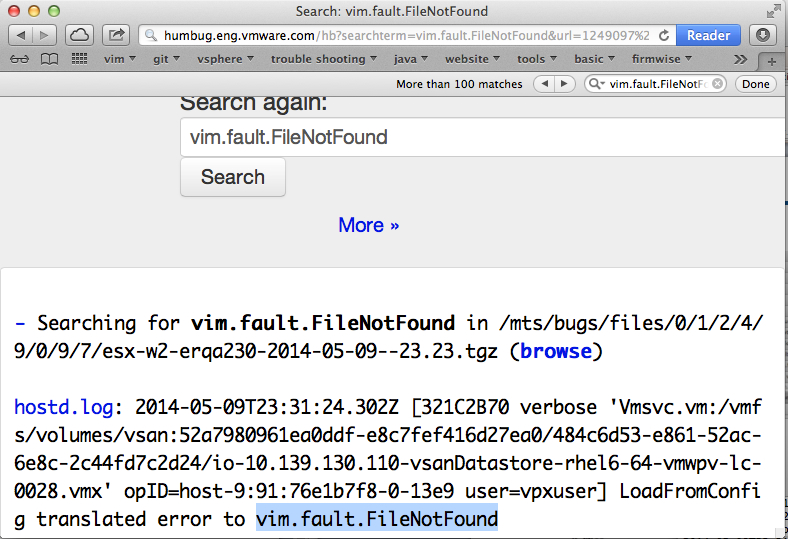 Search: vim.fault.FileNotFound
humbug.eng.vmware.com/hb?searchterm=vim.fault.FileNotFound&url=1249097%2
Reader
vim git vsphere trouble shooting java website tools basic firmwise
More than 100 matches
vim.fault.FileNotF
Done
Search again:
vim.fault.FileNotFound
Search
More »
- Searching for vim.fault.FileNotFound in /mts/bugs/files/0/1/2/4/
9/0/9/7/esx-w2-erqa230-2014-05-09--23.23.tgz (browse)
hostd.log: 2014-05-09T23:31:24.302Z [321C2B70 verbose 'Vmsvc.vm:/vmf
s/volumes/vsan:52a7980961ea0ddf-e8c7fef416d27ea0/484c6d53-e861-52ac-
6e8c-2c44fd7c2d24/io-10.139.130.110-vsanDatastore-rhel6-64-vmwpv-lc-
0028.vmx' opID=host-9:91:76e1b7f8-0-13e9 user=vpxuser] LoadFromConfi
g translated error to vim.fault.FileNotFound